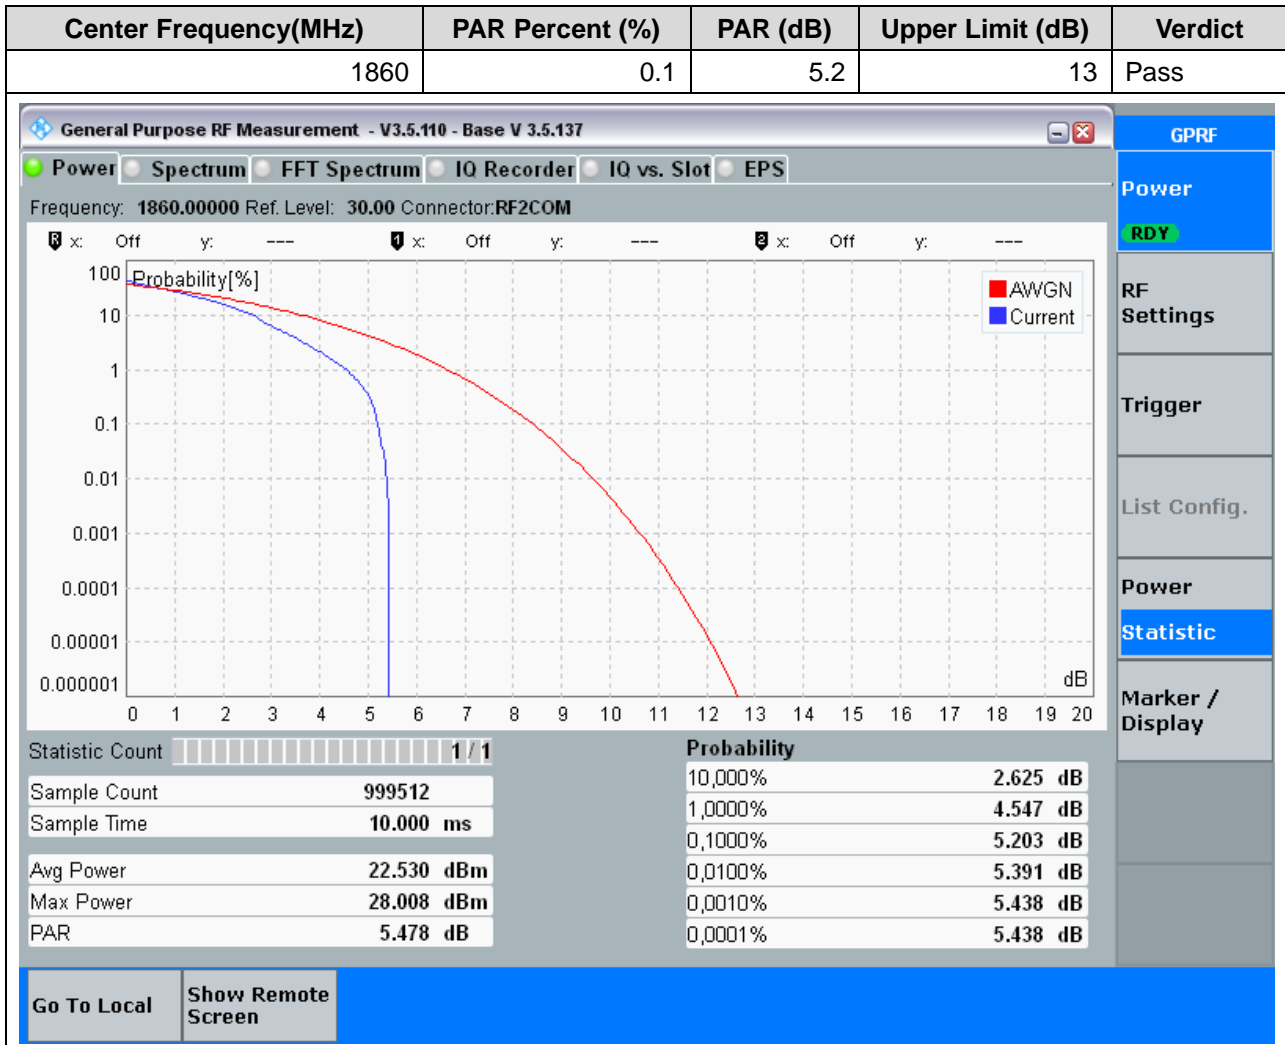 Center Frequency(MHz) PAR Percent (%) PAR (dB) Upper Limit (dB) Verdict
1860 0.1 5.2 13 Pass
General Purpose RF Measurement - V3.5.110 - Base V 3.5.137
GPRF
Power Spectrum FFT Spectrum IQ Recorder IQ vs. Slot EPS
Power
RDY
Frequency: 1860.00000 Ref. Level: 30.00 Connector:RF2COM
R x: Off y: --- 1 x: Off y: --- 2 x: Off y: ---
Probability[%]
AWGN
Current
100
10
1
0.1
0.01
0.001
0.0001
0.00001
0.000001
dB
0 1 2 3 4 5 6 7 8 9 10 11 12 13 14 15 16 17 18 19 20
RF
Settings
Trigger
List Config.
Power
Statistic
Marker /
Display
Statistic Count 1 / 1
Sample Count 999512
Sample Time 10.000 ms
Avg Power 22.530 dBm
Max Power 28.008 dBm
PAR 5.478 dB
Probability
10,000% 2.625 dB
1,0000% 4.547 dB
0,1000% 5.203 dB
0,0100% 5.391 dB
0,0010% 5.438 dB
0,0001% 5.438 dB
Go To Local
Show Remote
Screen